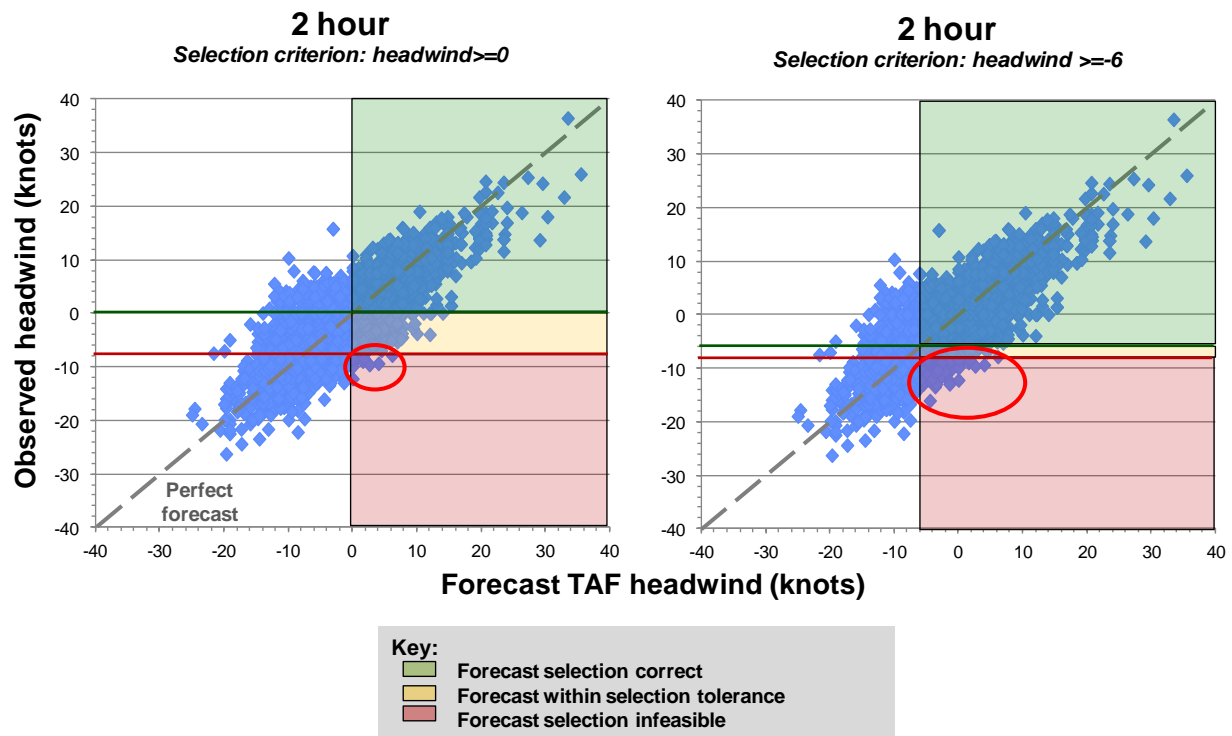 2 hour
Selection criterion: headwind>=0
2 hour
Selection criterion: headwind >=-6
Observed headwind (knots)
40
30
20
10
0
-10
-20
-30
-40
Perfect
forecast
-40 -30 -20 -10 0 10 20 30 40
40
30
20
10
0
-10
-20
-30
-40
-40 -30 -20 -10 0 10 20 30 40
Forecast TAF headwind (knots)
Key:
Forecast selection correct
Forecast within selection tolerance
Forecast selection infeasible